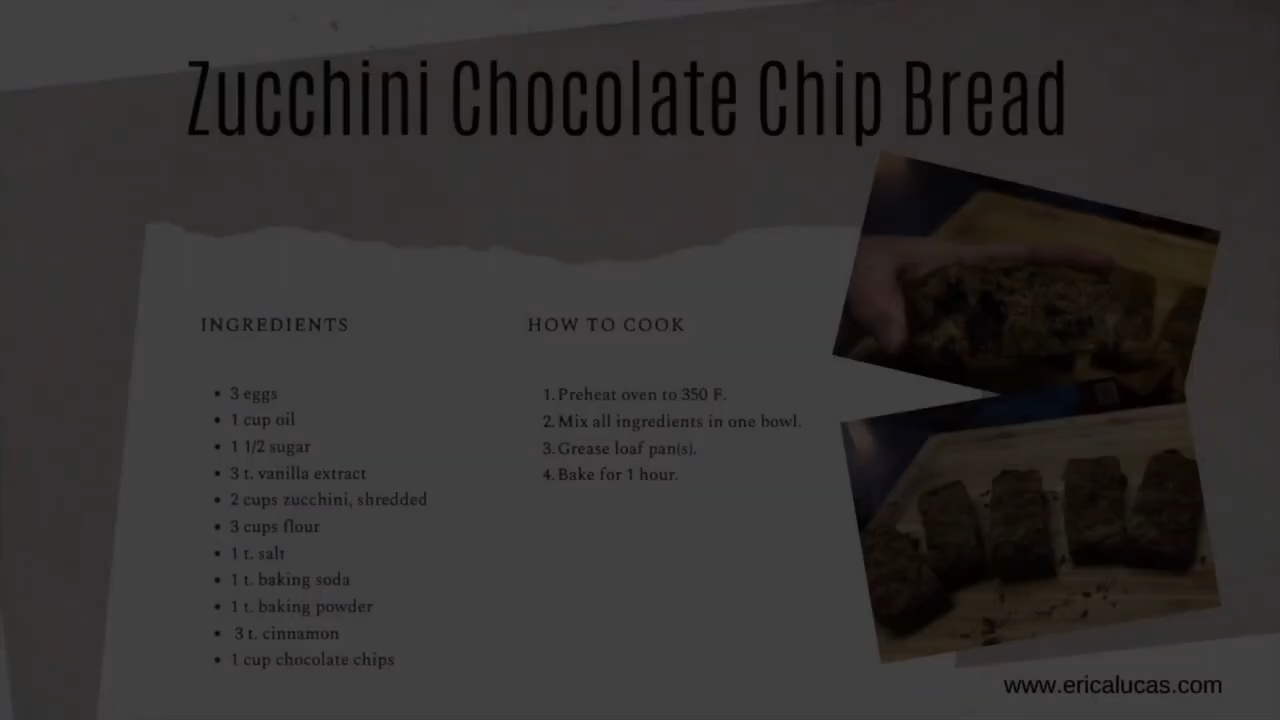 Zucchini Chocolate Chip Bread
INGREDIENTS
• 3 eggs
• 1 cup oil
• 1 1/2 sugar
• 3 t. vanilla extract
• 2 cups zucchini, shredded
• 3 cups flour
• 1 t. salt
• 1 t. baking soda
• 1 t. baking powder
• 3 t. cinnamon
• 1 cup chocolate chips
HOW TO COOK
1. Preheat oven to 350 F.
2. Mix all ingredients in one bowl.
3. Grease loaf pan(s).
4. Bake for 1 hour.
www.ericalucas.com